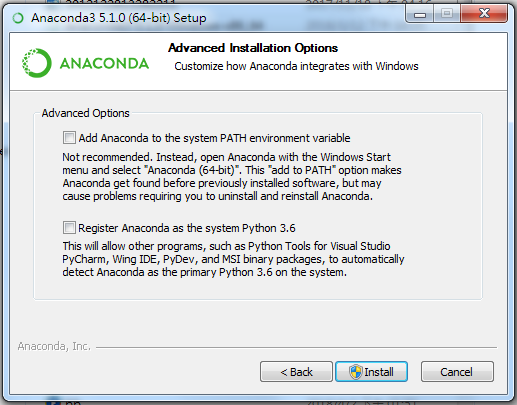 Anaconda3 5.1.0 (64-bit) Setup
ANACONDA
Advanced Installation Options
Customize how Anaconda integrates with Windows
Advanced Options
Add Anaconda to the system PATH environment variable
Not recommended. Instead, open Anaconda with the Windows Start
menu and select "Anaconda (64-bit)". This "add to PATH" option makes
Anaconda get found before previously installed software, but may
cause problems requiring you to uninstall and reinstall Anaconda.
Register Anaconda as the system Python 3.6
This will allow other programs, such as Python Tools for Visual Studio
PyCharm, Wing IDE, PyDev, and MSI binary packages, to automatically
detect Anaconda as the primary Python 3.6 on the system.
Anaconda, Inc.
< Back
Install
Cancel